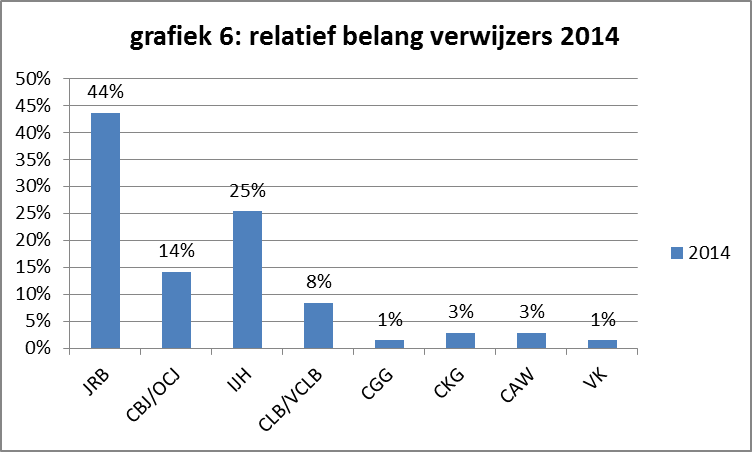 grafiek 6: relatief belang verwijzers 2014
50%
45%
40%
35%
30%
25%
20%
15%
10%
5%
0%
44%
14%
25%
8%
1%
3%
3%
1%
2014
JRB
CBJ/OCJ
IJH
CLB/VCLB
CGG
CKG
CAW
VK